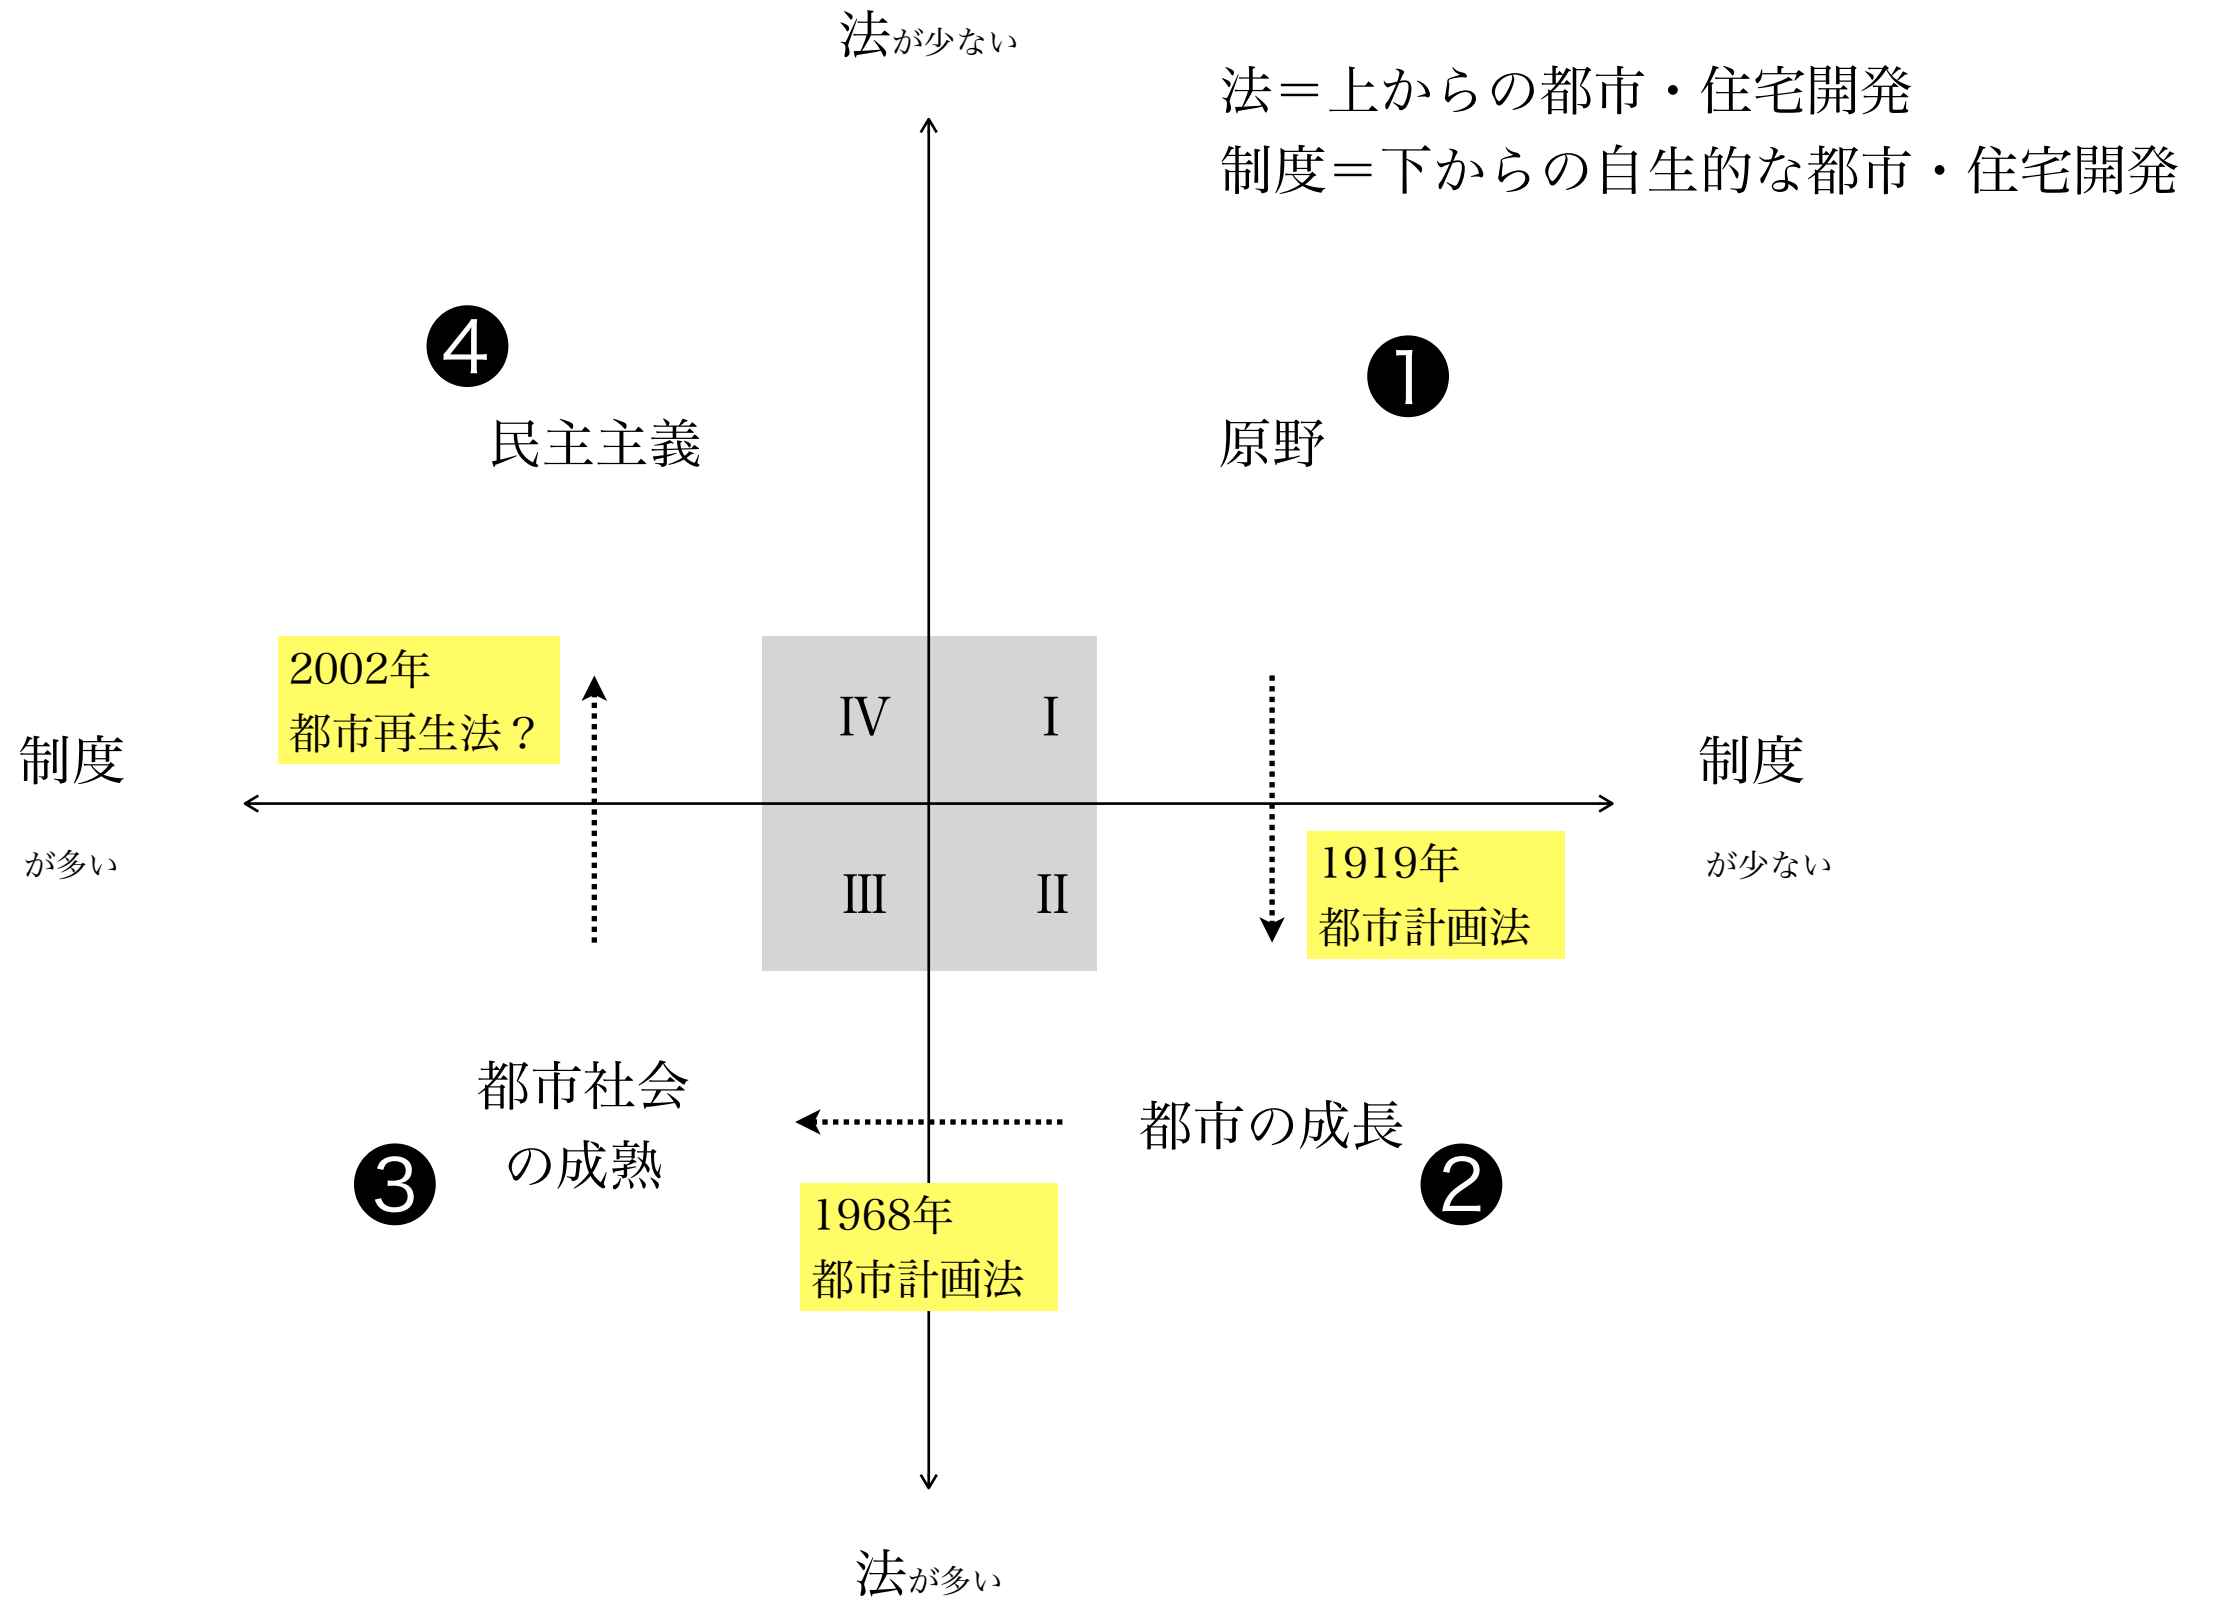 法が少ない
法＝上からの都市・住宅開発
制度＝下からの自生的な都市・住宅開発
❹
民主主義
❶
原野
2002年
都市再生法？
Ⅳ
Ⅰ
制度
が多い
制度
が少ない
1919年
都市計画法
Ⅲ
Ⅱ
都市社会
の成熟
❸
都市の成長
❷
1968年
都市計画法
法が多い